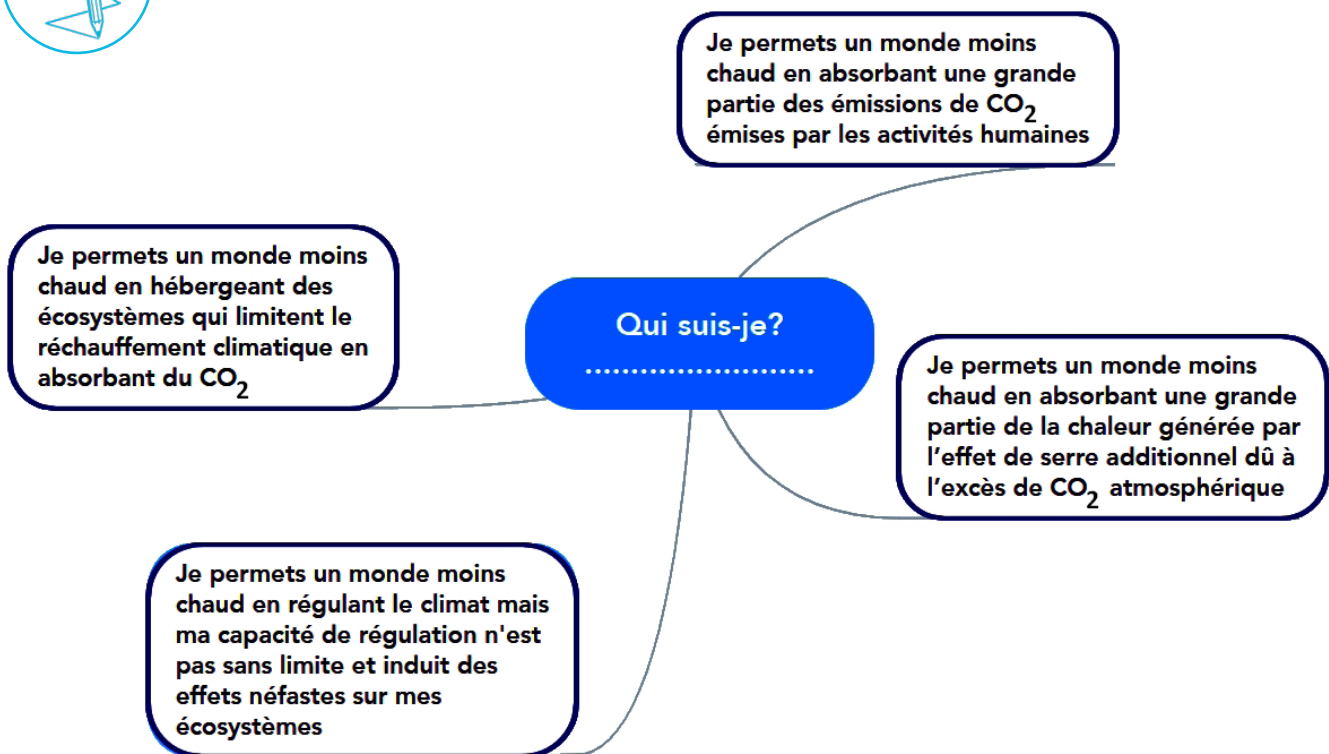 Je permets un monde moins
chaud en absorbant une grande
partie des émissions de CO2
émises par les activités humaines
Je permets un monde moins
chaud en hébergeant des
écosystèmes qui limitent le
réchauffement climatique en
absorbant du CO2
Qui suis-je?
.........................
Je permets un monde moins
chaud en absorbant une grande
partie de la chaleur générée par
l’effet de serre additionnel dû à
l’excès de CO2 atmosphérique
Je permets un monde moins
chaud en régulant le climat mais
ma capacité de régulation n'est
pas sans limite et induit des
effets néfastes sur mes
écosystèmes